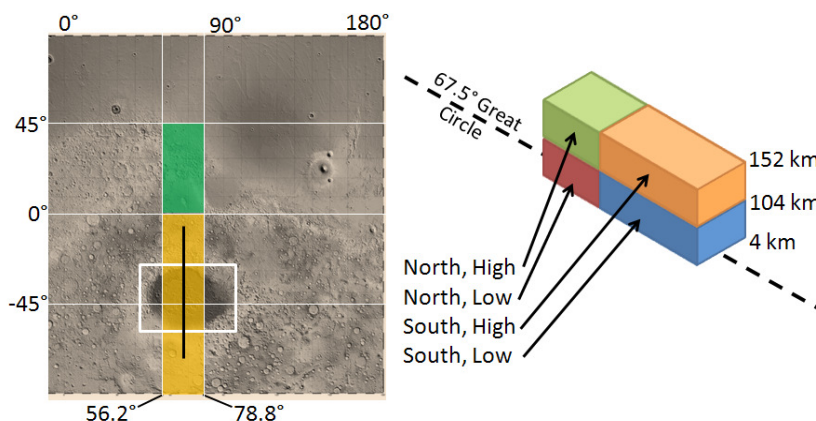 0° 90° 180°
45°
0°
-45°
56.2° 78.8°
67.5° Great
Circle
152 km
104 km
4 km
North, High
North, Low
South, High
South, Low